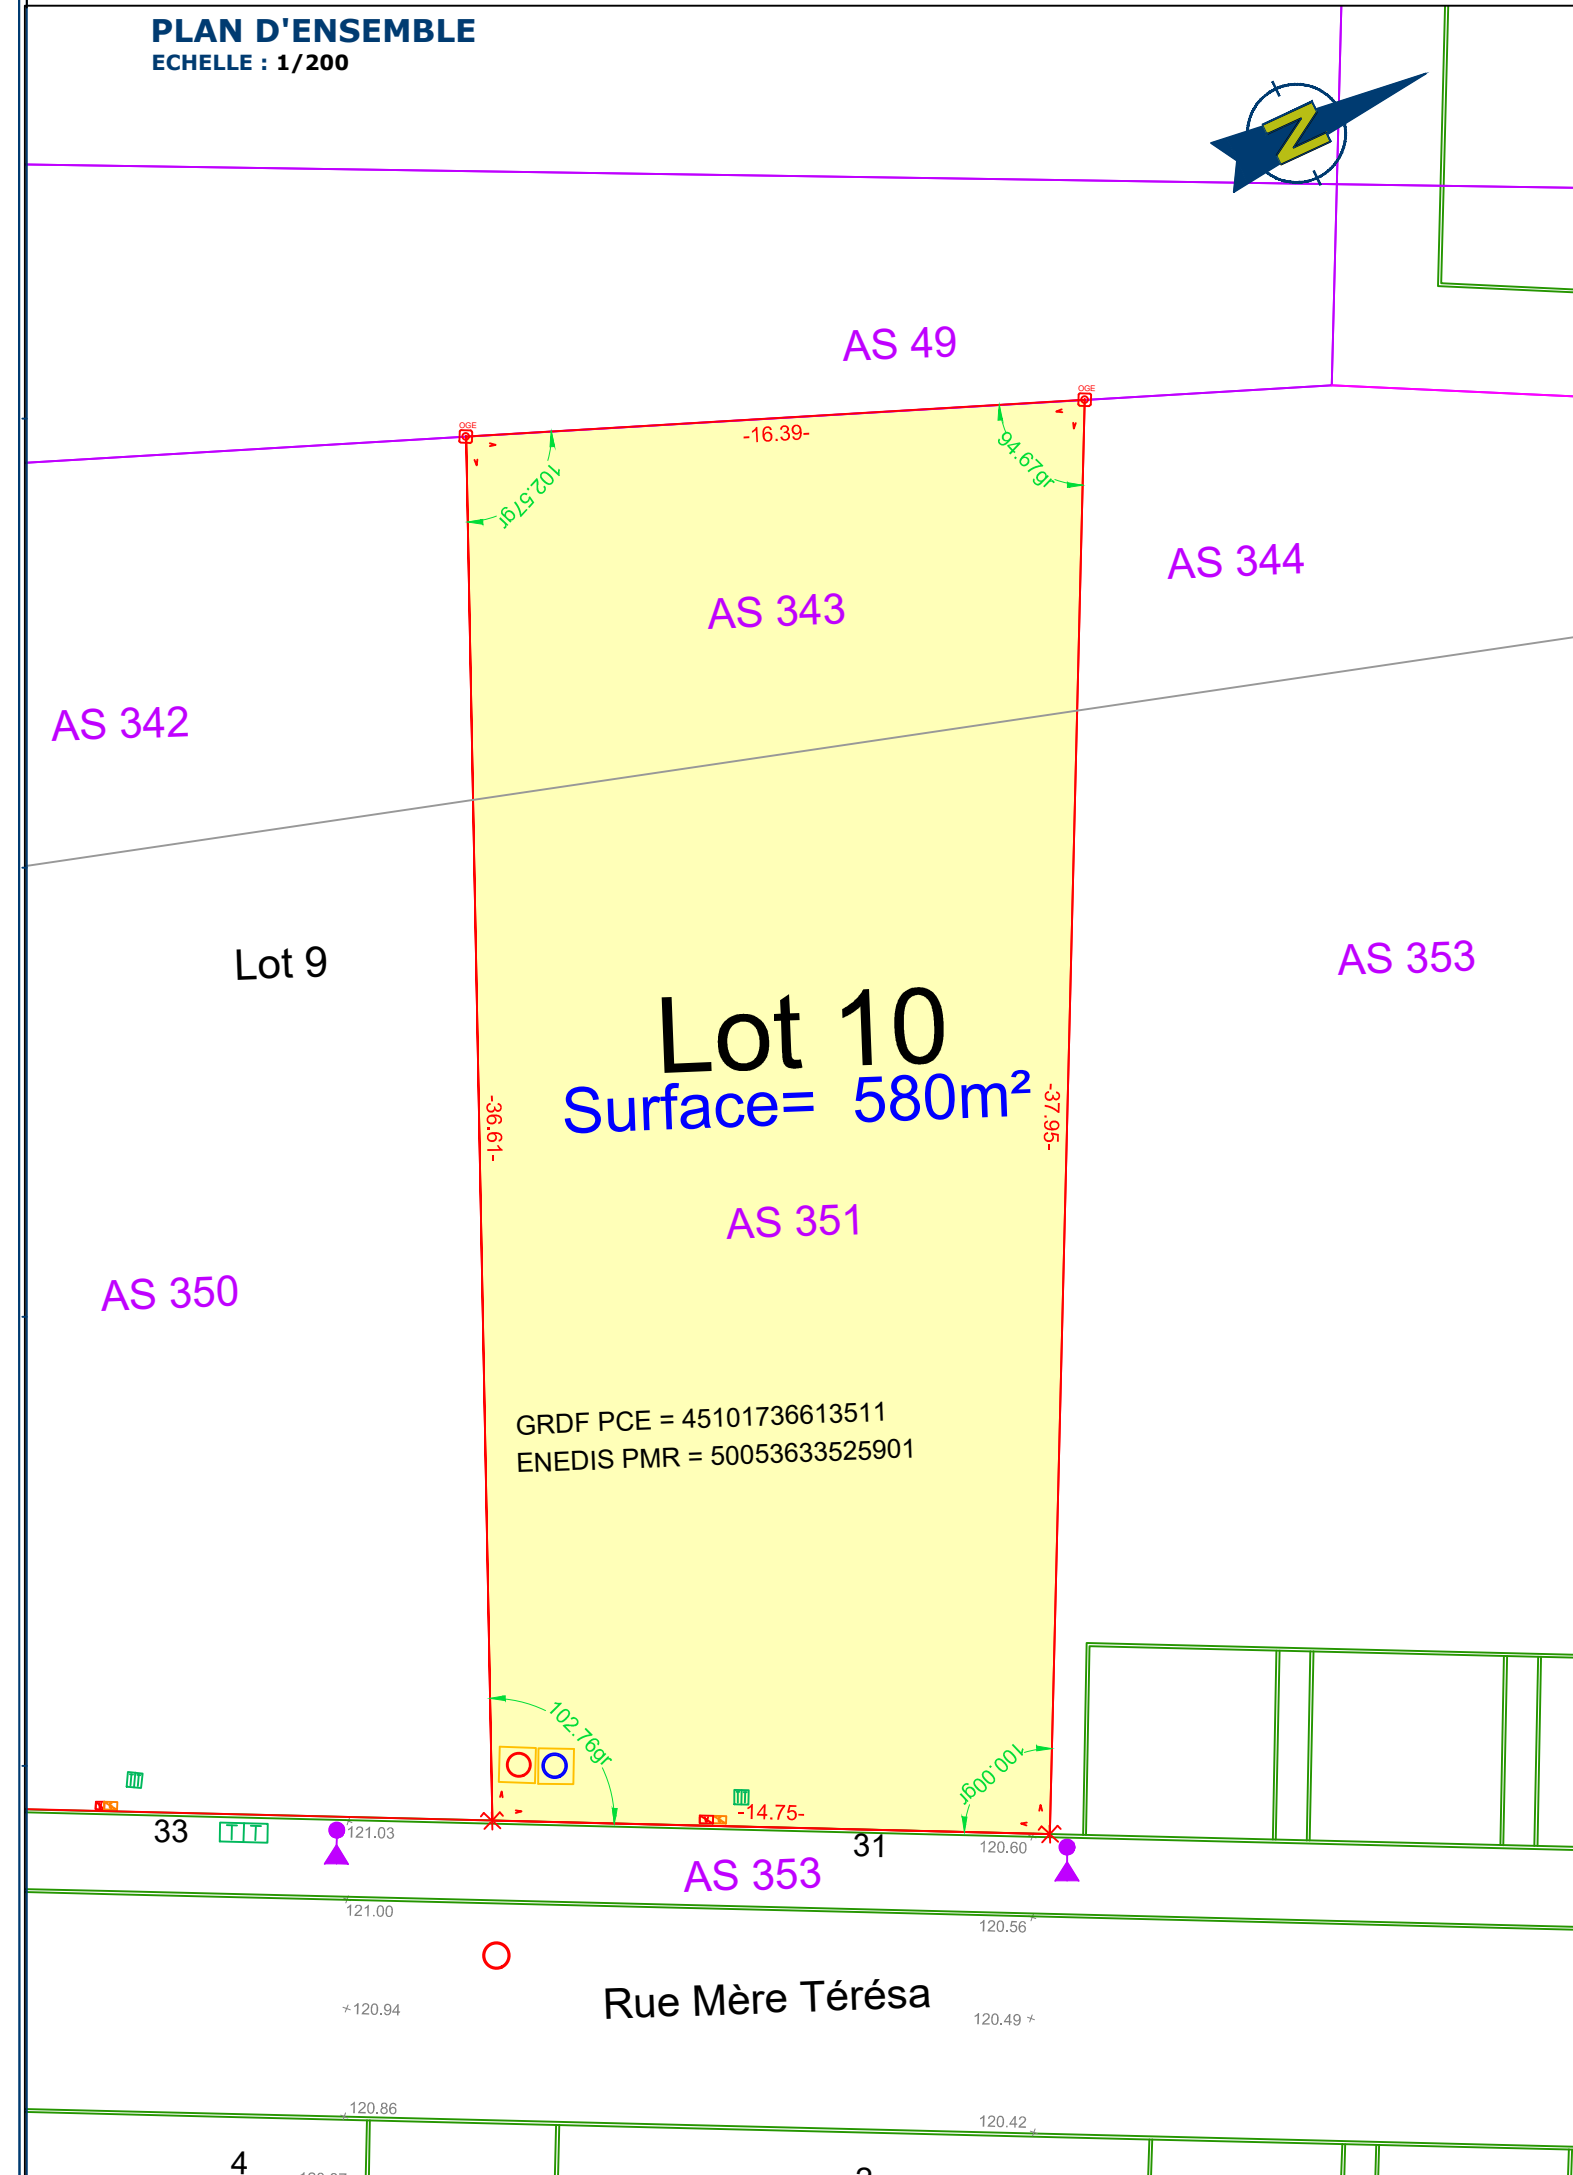 PLAN D'ENSEMBLE
ECHELLE : 1/200
N
AS 49
OGE
OGE
-16.39-
102.57gr
94.67gr
AS 343
AS 344
AS 342
Lot 9
AS 353
Lot 10
Surface= 580m²
-36.61-
-37.95-
AS 351
AS 350
GRDF PCE = 45101736613511
ENEDIS PMR = 50053633525901
102.76gr
100.00gr
-14.75-
33
TT
121.03
31
120.60
AS 353
121.00
120.56
Rue Mère Térésa
120.94
120.49
120.86
120.42
4